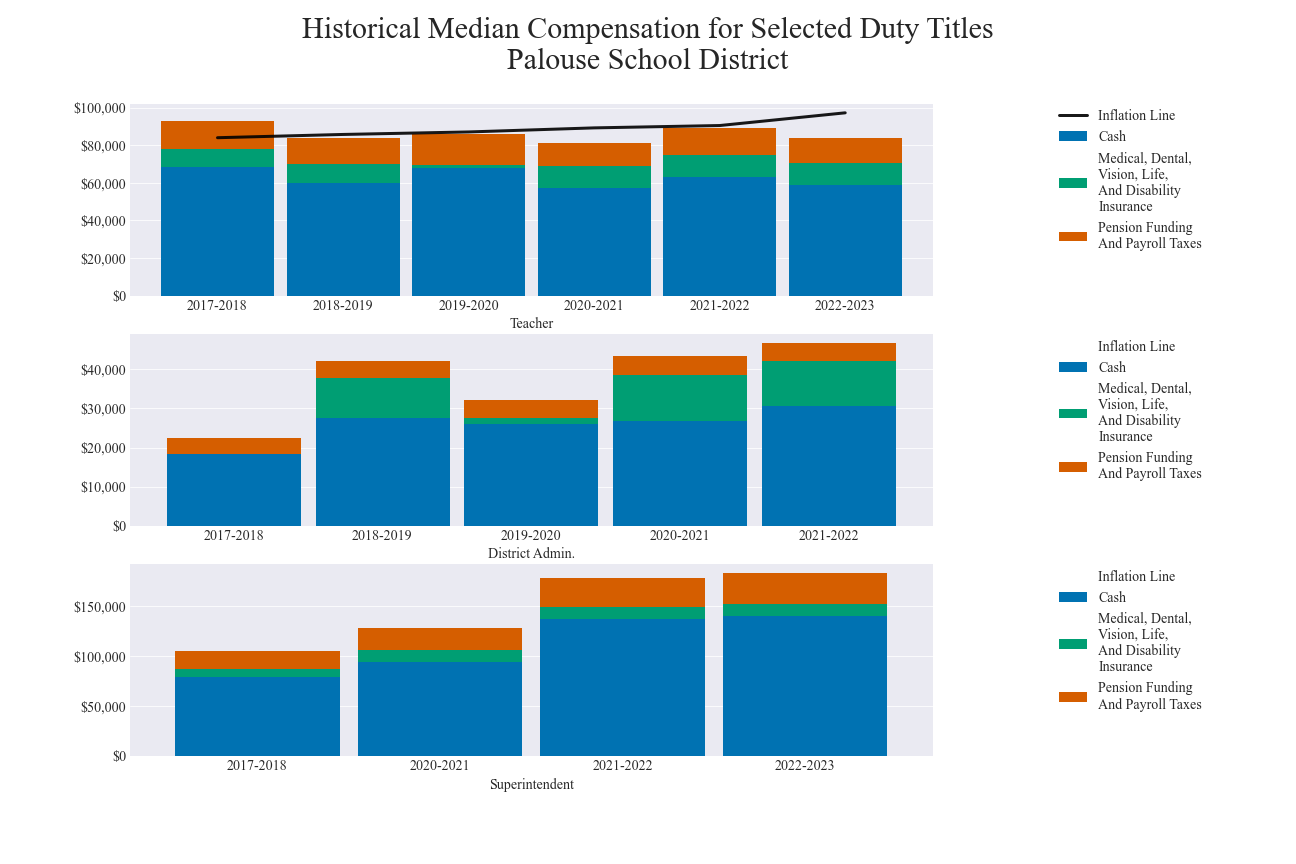 Historical Median Compensation for Selected Duty Titles
Palouse School District
$100,000
$80,000
$60,000
$40,000
$20,000
$0
2017-2018
2018-2019
2019-2020
2020-2021
2021-2022
2022-2023
Teacher
Inflation Line
Cash
Medical, Dental,
Vision, Life,
And Disability
Insurance
Pension Funding
And Payroll Taxes
$40,000
$30,000
$20,000
$10,000
$0
2017-2018
2018-2019
2019-2020
2020-2021
2021-2022
District Admin.
Inflation Line
Cash
Medical, Dental,
Vision, Life,
And Disability
Insurance
Pension Funding
And Payroll Taxes
$150,000
$100,000
$50,000
$0
2017-2018
2020-2021
2021-2022
2022-2023
Superintendent
Inflation Line
Cash
Medical, Dental,
Vision, Life,
And Disability
Insurance
Pension Funding
And Payroll Taxes